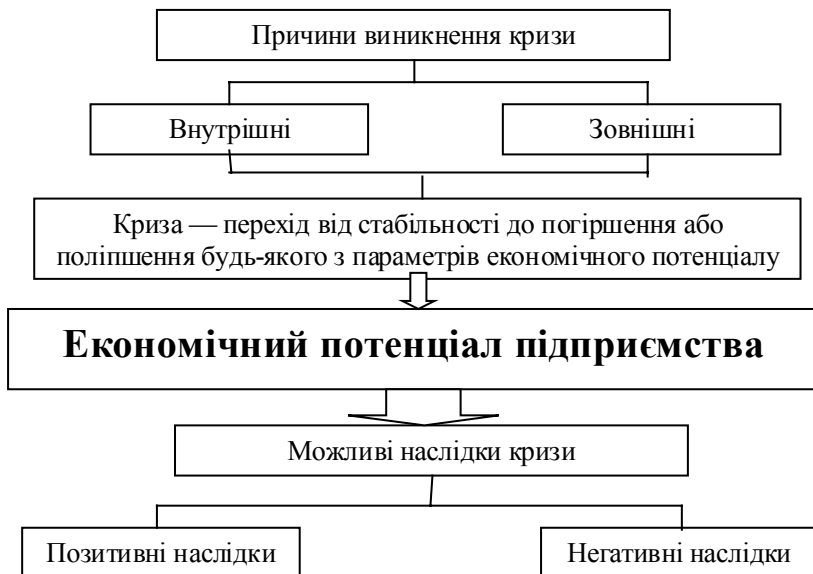 Причини виникнення кризи
Внутрішні
Зовнішні
Криза — перехід від стабільності до погіршення або
поліпшення будь-якого з параметрів економічного потенціалу
Економічний потенціал підприємства
Можливі наслідки кризи
Позитивні наслідки
Негативні наслідки